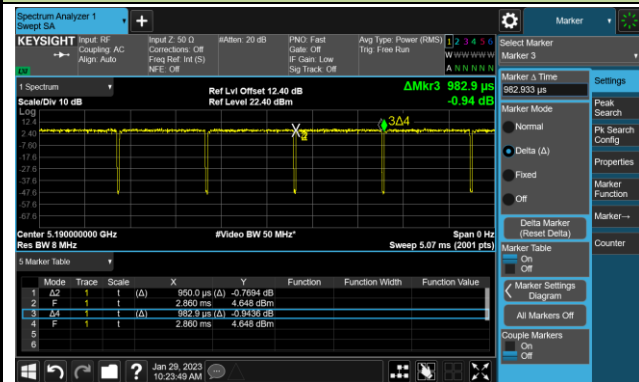 Spectrum Analyzer 1
Swept SA
+
Marker
KEYSIGHT
Input: RF
Coupling: AC
Align: Auto
Input Z: 50 Ω
Corrections: Off
Freq Ref: Int (S)
NFE: Off
#Atten: 20 dB
PNO: Fast
Gate: Off
IF Gain: Low
Sig Track: Off
Avg Type: Power (RMS)
Trig: Free Run
1 2 3 4 5 6
W W W W W W
A N N N N N
LXI
Select Marker
Marker 3
1 Spectrum
Scale/Div 10 dB
Log
Ref Lvl Offset 12.40 dB
Ref Level 22.40 dBm
ΔMkr3 982.9 µs
-0.94 dB
12.4
2.40
-7.60
-17.6
-27.6
-37.6
-47.6
-57.6
-67.6
3Δ4
Center 5.190000000 GHz
Res BW 8 MHz
#Video BW 50 MHz*
Span 0 Hz
Sweep 5.07 ms (2001 pts)
5 Marker Table
Mode Trace Scale X Y Function Function Width Function Value
1 Δ2 1 t (Δ) 950.0 µs (Δ) -0.7694 dB
2 F 1 t 2.860 ms 4.648 dBm
3 Δ4 1 t (Δ) 982.9 µs (Δ) -0.9436 dB
4 F 1 t 2.860 ms 4.648 dBm
5
6
Marker Δ Time
982.933 µs
Marker Mode
Normal
Delta (Δ)
Fixed
Off
Delta Marker
(Reset Delta)
Marker Table
On
Off
Marker Settings
Diagram
All Markers Off
Couple Markers
On
Off
Settings
Peak
Search
Pk Search
Config
Properties
Marker
Function
Marker→
Counter
?
Jan 29, 2023
10:23:49 AM